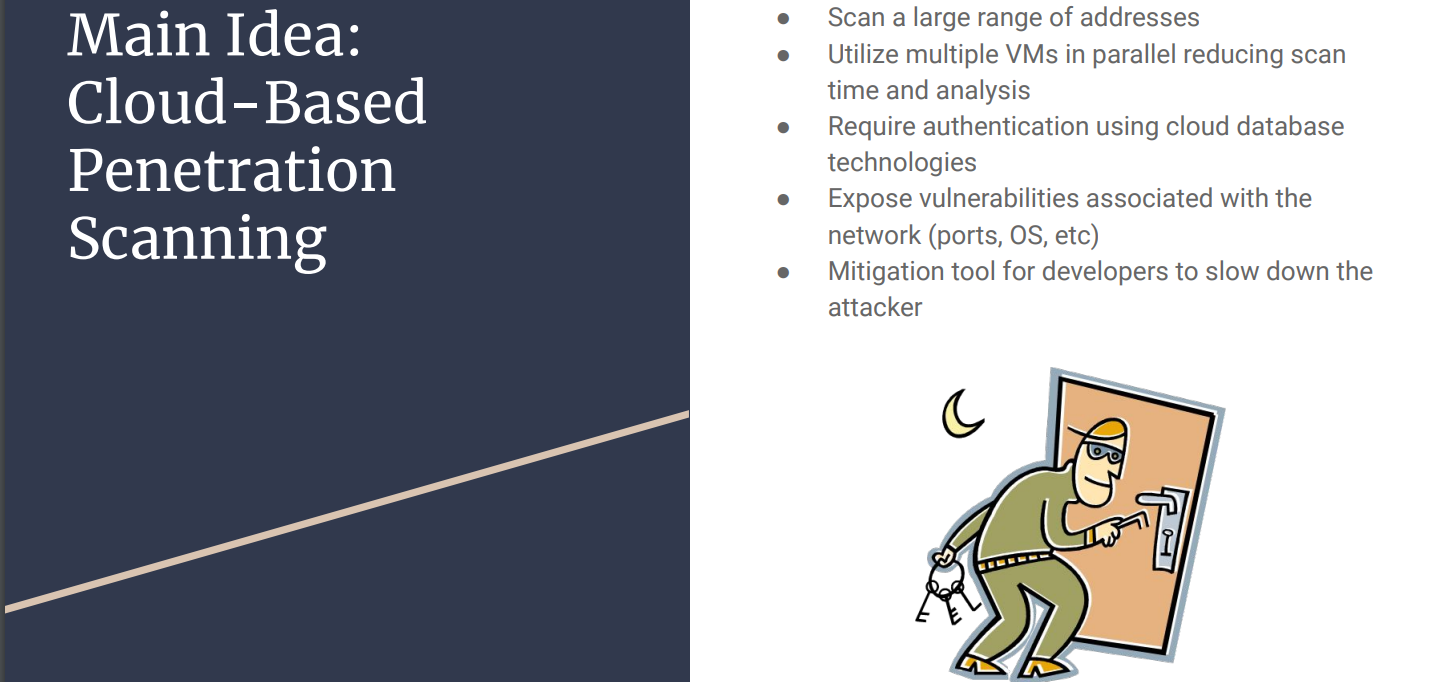 Main Idea:
Cloud-Based
Penetration
Scanning
● Scan a large range of addresses
● Utilize multiple VMs in parallel reducing scan
time and analysis
● Require authentication using cloud database
technologies
● Expose vulnerabilities associated with the
network (ports, OS, etc)
● Mitigation tool for developers to slow down the
attacker